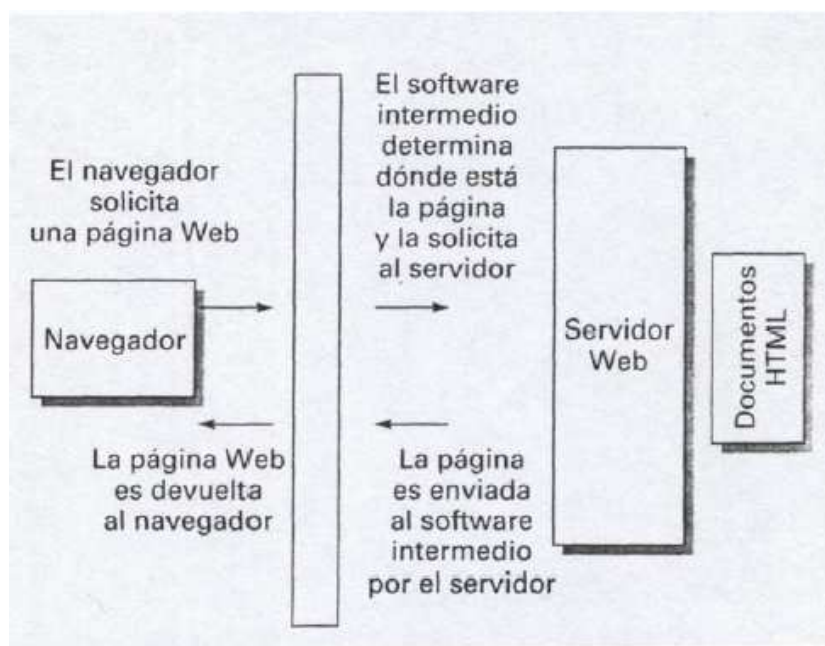 El navegador
solicita
una página Web
Navegador
La página Web
es devuelta
al navegador
El software
intermedio
determina
dónde está
la página
y la solicita
al servidor
La página
es enviada
al software
intermedio
por el servidor
Servidor
Web
Documentos
HTML